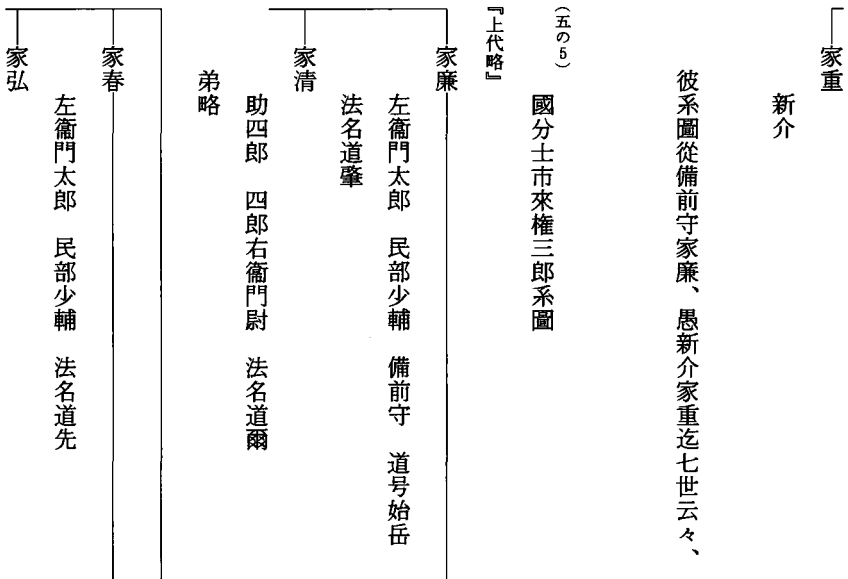 家重
新介
彼系圖從備前守家廉、愚新介家重迄七世云々、
（五の5）
國分士市來権三郎系圖
『上代略』
家廉
左衞門太郎　民部少輔　備前守　道号始岳
法名道肇
家清
助四郎　四郎右衞門尉　法名道爾
弟略
家春
左衞門太郎　民部少輔　法名道先
家弘